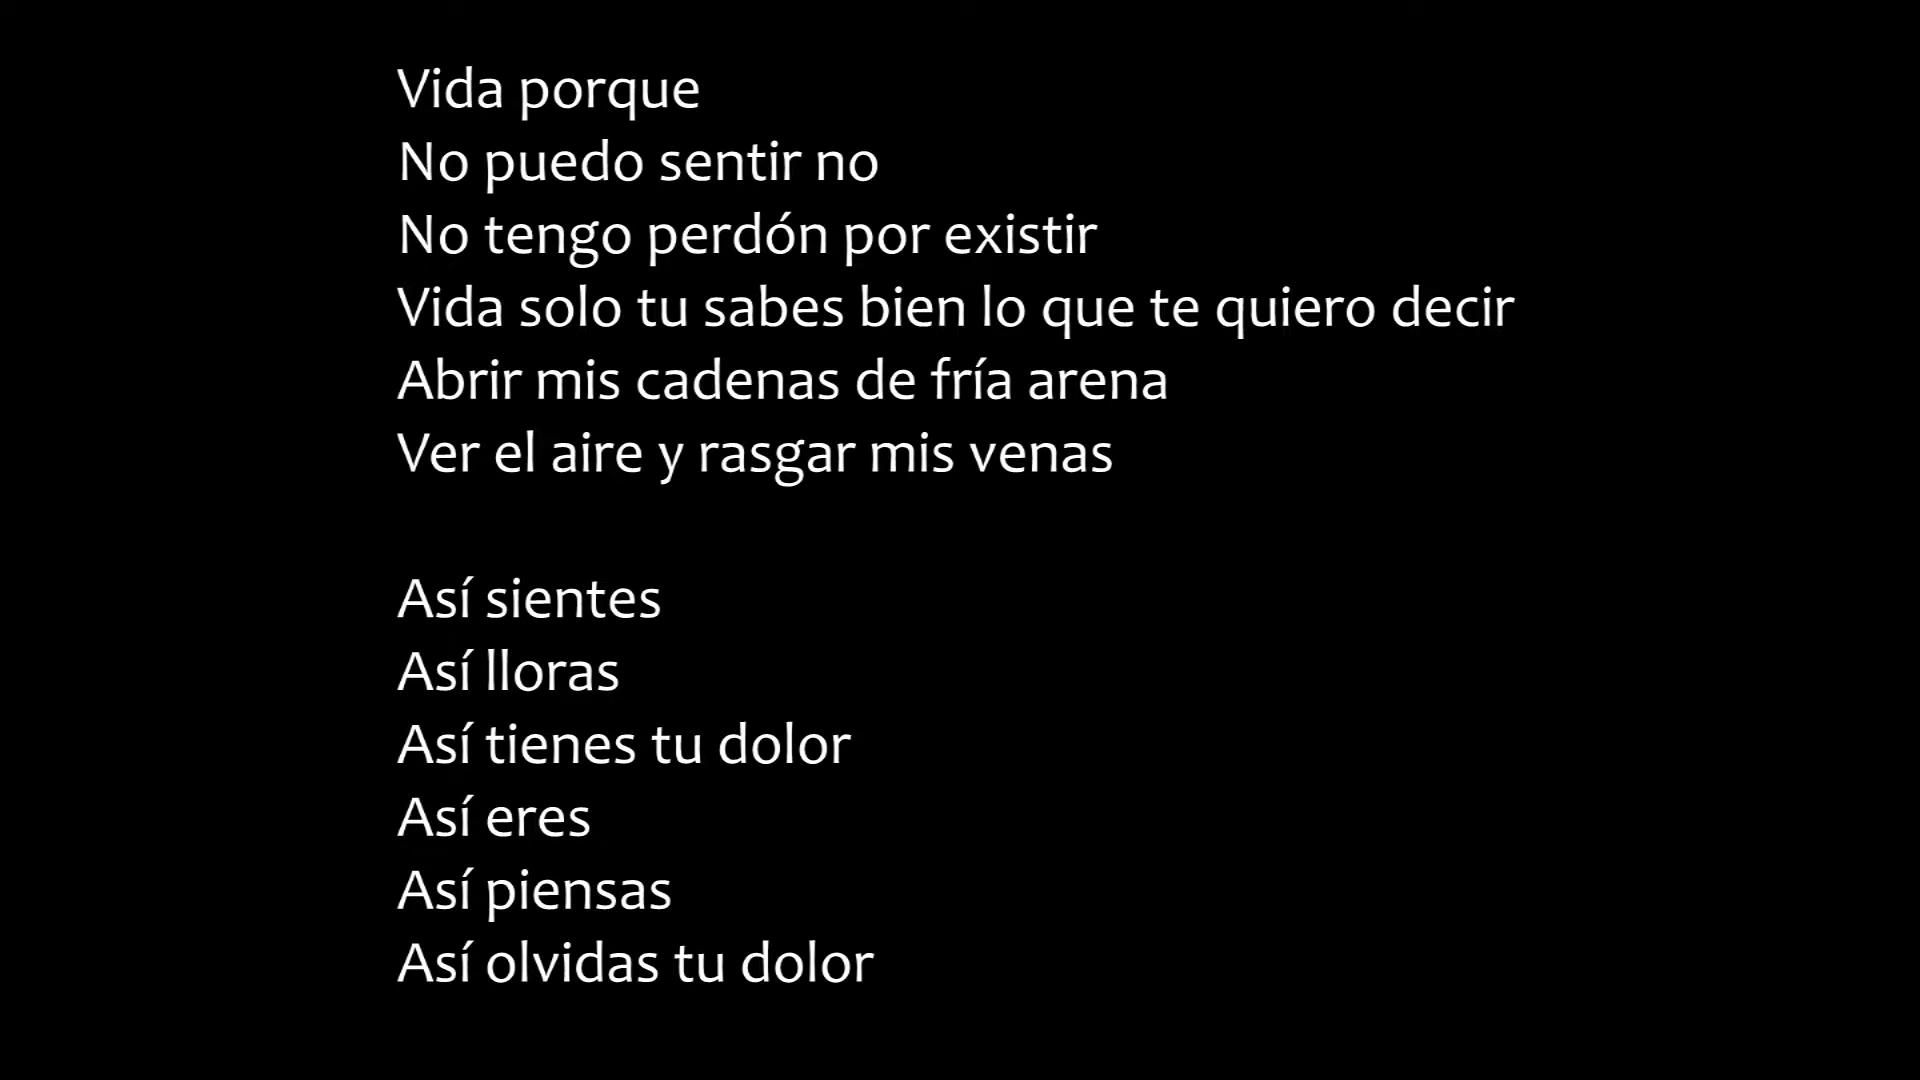 Vida porque
No puedo sentir no
No tengo perdón por existir
Vida solo tu sabes bien lo que te quiero decir
Abrir mis cadenas de fría arena
Ver el aire y rasgar mis venas
Así sientes
Así lloras
Así tienes tu dolor
Así eres
Así piensas
Así olvidas tu dolor